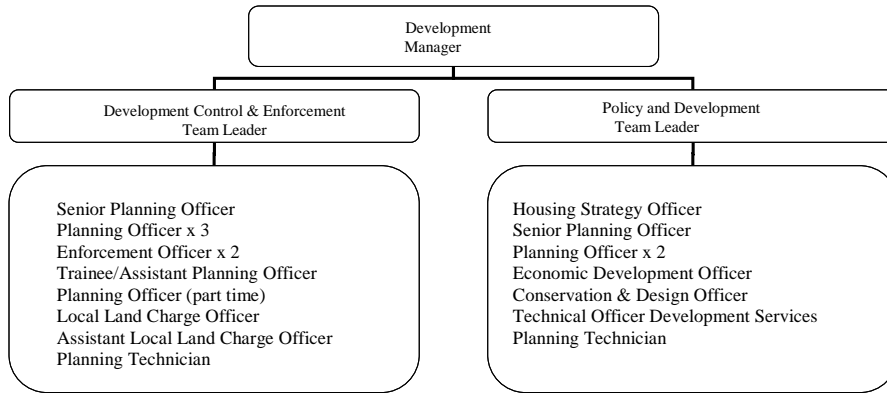 Development
Manager
Development Control & Enforcement
Team Leader
Policy and Development
Team Leader
Senior Planning Officer
Planning Officer x 3
Enforcement Officer x 2
Trainee/Assistant Planning Officer
Planning Officer (part time)
Local Land Charge Officer
Assistant Local Land Charge Officer
Planning Technician
Housing Strategy Officer
Senior Planning Officer
Planning Officer x 2
Economic Development Officer
Conservation & Design Officer
Technical Officer Development Services
Planning Technician